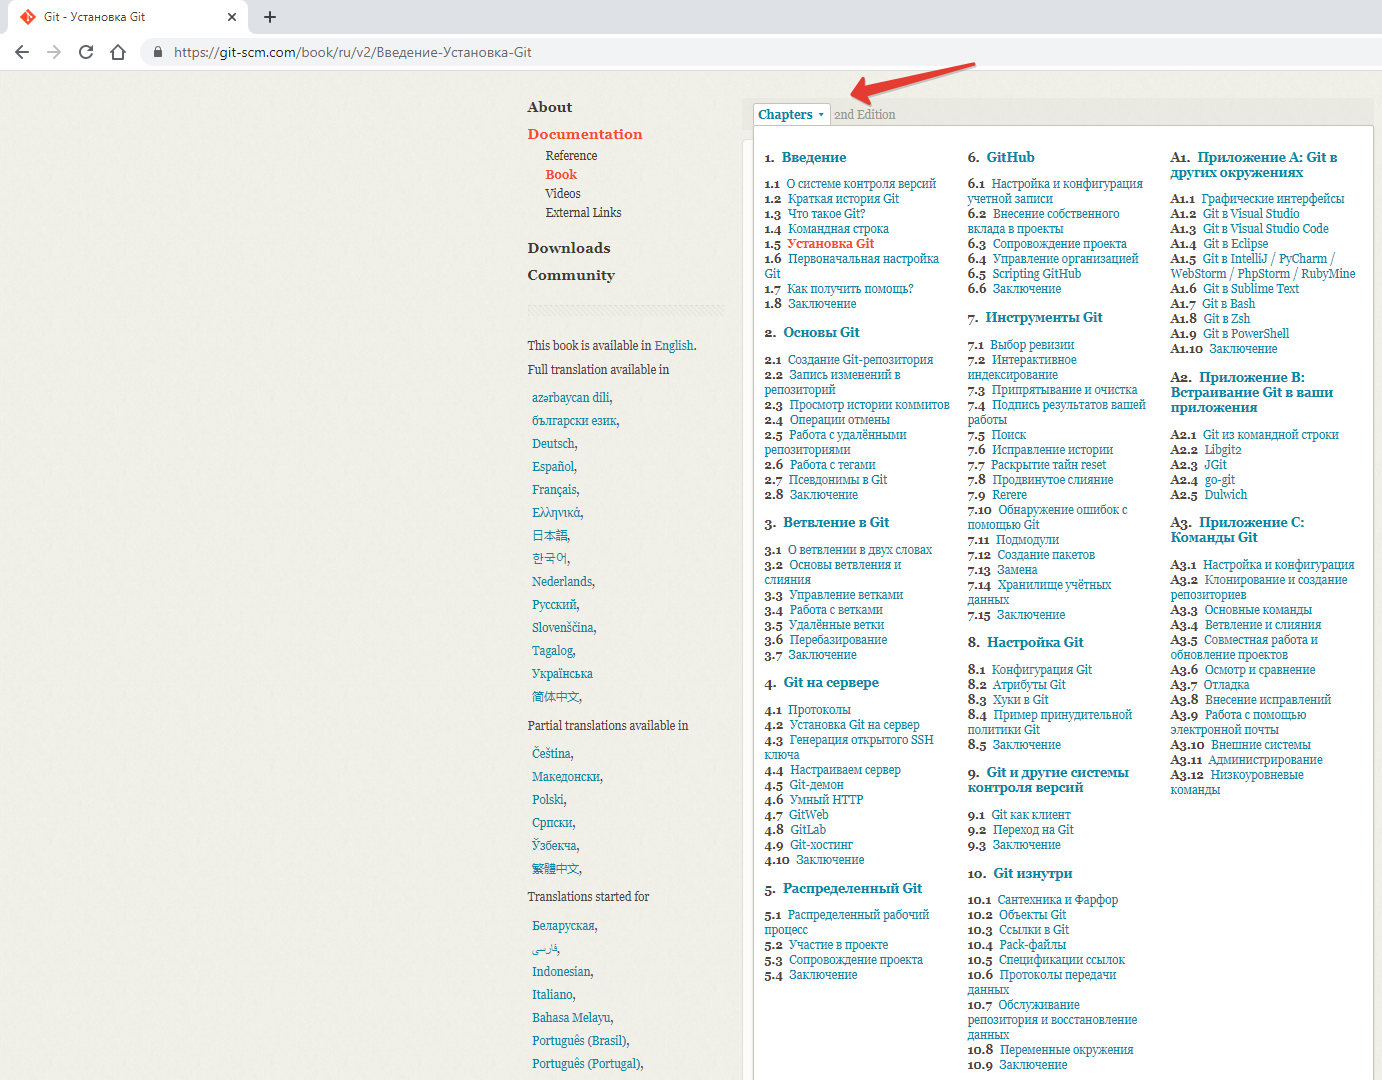 Git - Установка Git
https://git-scm.com/book/ru/v2/Введение-Установка-Git
About
Documentation
Reference
Book
Videos
External Links
Downloads
Community
This book is available in English.
Full translation available in
azərbaycan dili,
български език,
Deutsch,
Español,
Français,
Ελληνικά,
日本語,
한국어,
Nederlands,
Русский,
Slovenščina,
Tagalog,
Українська
简体中文,
Partial translations available in
Čeština,
Македонски,
Polski,
Српски,
Ўзбекча,
繁體中文,
Translations started for
Беларуская,
فارسی,
Indonesian,
Italiano,
Bahasa Melayu,
Português (Brasil),
Português (Portugal),
Chapters ▾ 2nd Edition
1. Введение
1.1 О системе контроля версий
1.2 Краткая история Git
1.3 Что такое Git?
1.4 Командная строка
1.5 Установка Git
1.6 Первоначальная настройка
Git
1.7 Как получить помощь?
1.8 Заключение
2. Основы Git
2.1 Создание Git-репозитория
2.2 Запись изменений в
репозиторий
2.3 Просмотр истории коммитов
2.4 Операции отмены
2.5 Работа с удалёнными
репозиториями
2.6 Работа с тегами
2.7 Псевдонимы в Git
2.8 Заключение
3. Ветвление в Git
3.1 О ветвлении в двух словах
3.2 Основы ветвления и
слияния
3.3 Управление ветками
3.4 Работа с ветками
3.5 Удалённые ветки
3.6 Перебазирование
3.7 Заключение
4. Git на сервере
4.1 Протоколы
4.2 Установка Git на сервер
4.3 Генерация открытого SSH
ключа
4.4 Настраиваем сервер
4.5 Git-демон
4.6 Умный HTTP
4.7 GitWeb
4.8 GitLab
4.9 Git-хостинг
4.10 Заключение
5. Распределенный Git
5.1 Распределенный рабочий
процесс
5.2 Участие в проекте
5.3 Сопровождение проекта
5.4 Заключение
6. GitHub
6.1 Настройка и конфигурация
учетной записи
6.2 Внесение собственного
вклада в проекты
6.3 Сопровождение проекта
6.4 Управление организацией
6.5 Scripting GitHub
6.6 Заключение
7. Инструменты Git
7.1 Выбор ревизии
7.2 Интерактивное
индексирование
7.3 Припрятывание и очистка
7.4 Подпись результатов вашей
работы
7.5 Поиск
7.6 Исправление истории
7.7 Раскрытие тайн reset
7.8 Продвинутое слияние
7.9 Rerere
7.10 Обнаружение ошибок с
помощью Git
7.11 Подмодули
7.12 Создание пакетов
7.13 Замена
7.14 Хранилище учётных
данных
7.15 Заключение
8. Настройка Git
8.1 Конфигурация Git
8.2 Атрибуты Git
8.3 Хуки в Git
8.4 Пример принудительной
политики Git
8.5 Заключение
9. Git и другие системы
контроля версий
9.1 Git как клиент
9.2 Переход на Git
9.3 Заключение
10. Git изнутри
10.1 Сантехника и Фарфор
10.2 Объекты Git
10.3 Ссылки в Git
10.4 Pack-файлы
10.5 Спецификации ссылок
10.6 Протоколы передачи
данных
10.7 Обслуживание
репозитория и восстановление
данных
10.8 Переменные окружения
10.9 Заключение
A1. Приложение A: Git в
других окружениях
A1.1 Графические интерфейсы
A1.2 Git в Visual Studio
A1.3 Git в Visual Studio Code
A1.4 Git в Eclipse
A1.5 Git в IntelliJ / PyCharm /
WebStorm / PhpStorm / RubyMine
A1.6 Git в Sublime Text
A1.7 Git в Bash
A1.8 Git в Zsh
A1.9 Git в PowerShell
A1.10 Заключение
A2. Приложение B:
Встраивание Git в ваши
приложения
A2.1 Git из командной строки
A2.2 Libgit2
A2.3 JGit
A2.4 go-git
A2.5 Dulwich
A3. Приложение C:
Команды Git
A3.1 Настройка и конфигурация
A3.2 Клонирование и создание
репозиториев
A3.3 Основные команды
A3.4 Ветвление и слияния
A3.5 Совместная работа и
обновление проектов
A3.6 Осмотр и сравнение
A3.7 Отладка
A3.8 Внесение исправлений
A3.9 Работа с помощью
электронной почты
A3.10 Внешние системы
A3.11 Администрирование
A3.12 Низкоуровневые
команды